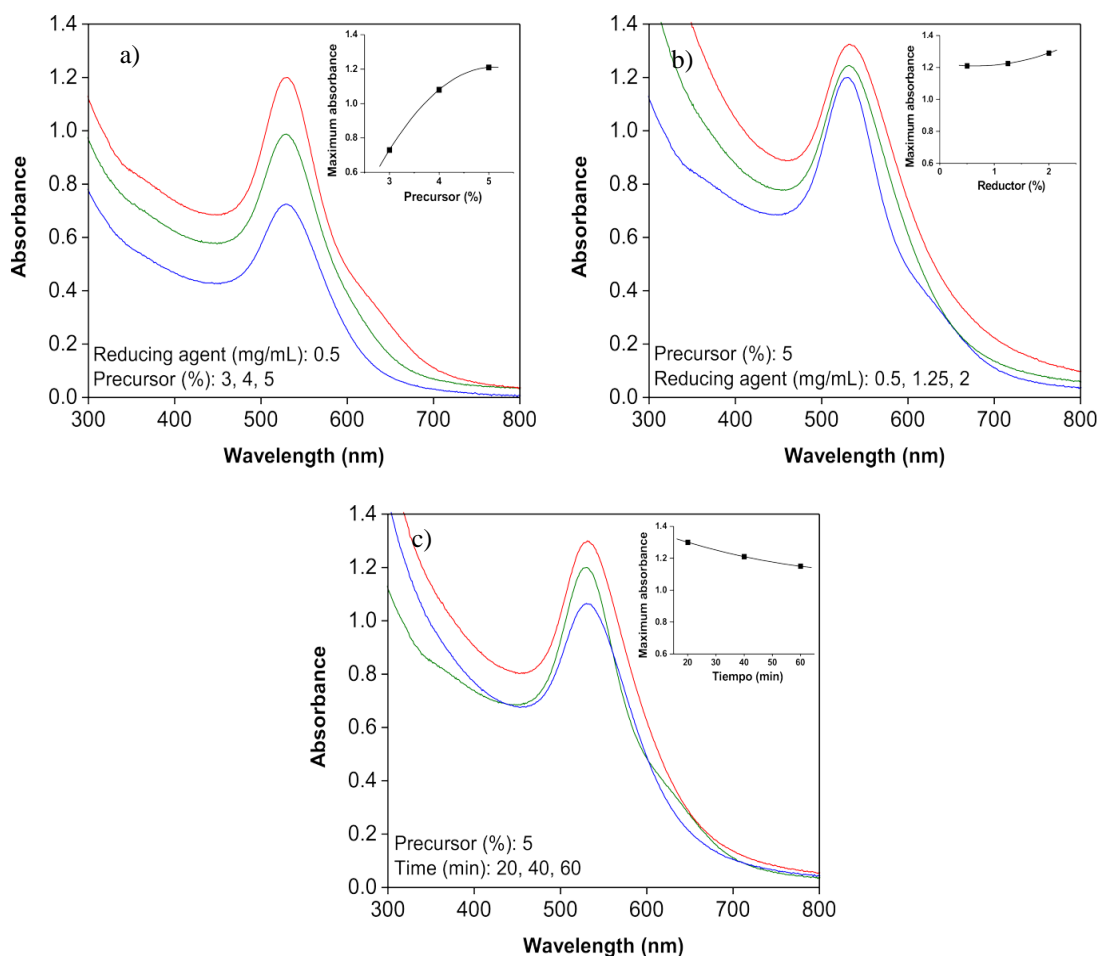 a)
1.4
1.2
1.0
0.8
0.6
0.4
0.2
0.0
Absorbance
300 400 500 600 700 800
Wavelength (nm)
Reducing agent (mg/mL): 0.5
Precursor (%): 3, 4, 5
Maximum absorbance
1.4
1.3
1.2
1.0
0.8
0.6
3 4 5
Precursor (%)
b)
1.4
1.2
1.0
0.8
0.6
0.4
0.2
0.0
Absorbance
300 400 500 600 700 800
Wavelength (nm)
Precursor (%): 5
Reducing agent (mg/mL): 0.5, 1.25, 2
Maximum absorbance
1.4
1.3
1.2
1.0
0.8
0.6
0 1 2
Reductor (%)
c)
1.4
1.2
1.0
0.8
0.6
0.4
0.2
0.0
Absorbance
300 400 500 600 700 800
Wavelength (nm)
Precursor (%): 5
Time (min): 20, 40, 60
Maximum absorbance
1.4
1.3
1.2
1.0
0.8
0.6
20 30 40 50 60
Tiempo (min)